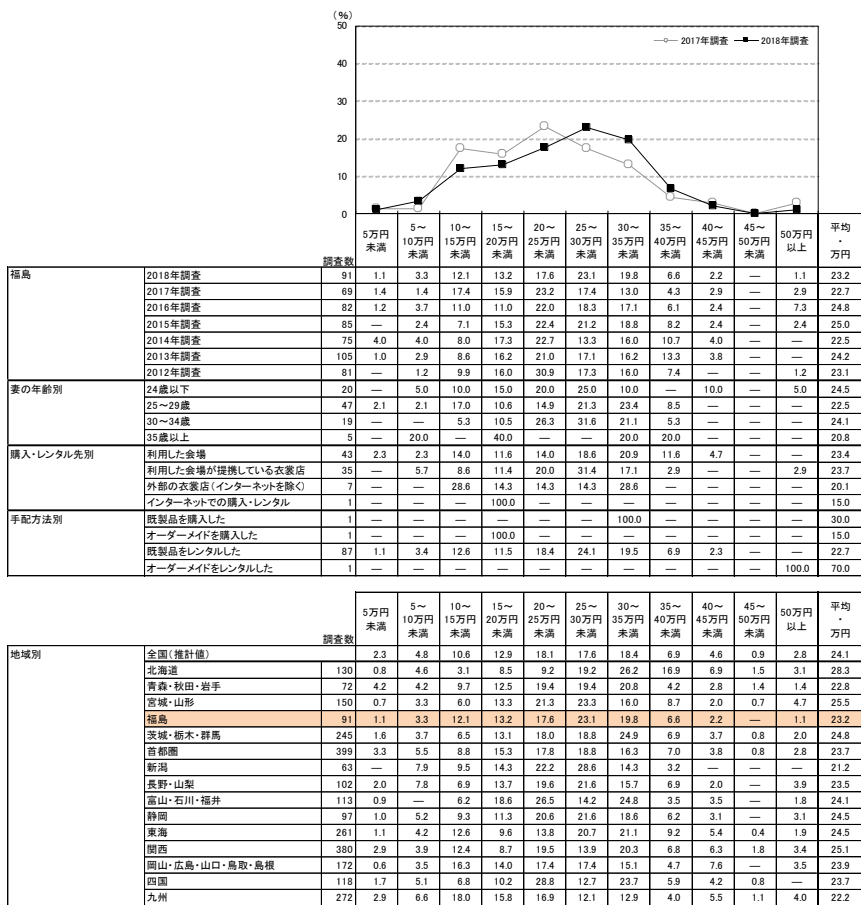 (%)
50
40
30
20
10
0
2017年調査 2018年調査
調査数 5万円未満 5～10万円未満 10～15万円未満 15～20万円未満 20～25万円未満 25～30万円未満 30～35万円未満 35～40万円未満 40～45万円未満 45～50万円未満 50万円以上 平均・万円
福島 2018年調査 91 1.1 3.3 12.1 13.2 17.6 23.1 19.8 6.6 2.2 — 1.1 23.2
2017年調査 69 1.4 1.4 17.4 15.9 23.2 17.4 13.0 4.3 2.9 — 2.9 22.7
2016年調査 82 1.2 3.7 11.0 11.0 22.0 18.3 17.1 6.1 2.4 — 7.3 24.8
2015年調査 85 — 2.4 7.1 15.3 22.4 21.2 18.8 8.2 2.4 — 2.4 25.0
2014年調査 75 4.0 4.0 8.0 17.3 22.7 13.3 16.0 10.7 4.0 — — 22.5
2013年調査 105 1.0 2.9 8.6 16.2 21.0 17.1 16.2 13.3 3.8 — — 24.2
2012年調査 81 — 1.2 9.9 16.0 30.9 17.3 16.0 7.4 — — 1.2 23.1
妻の年齢別 24歳以下 20 — 5.0 10.0 15.0 20.0 25.0 10.0 — 10.0 — 5.0 24.5
25～29歳 47 2.1 2.1 17.0 10.6 14.9 21.3 23.4 8.5 — — — 22.5
30～34歳 19 — — 5.3 10.5 26.3 31.6 21.1 5.3 — — — 24.1
35歳以上 5 — 20.0 — 40.0 — — 20.0 20.0 — — — 20.8
購入・レンタル先別 利用した会場 43 2.3 2.3 14.0 11.6 14.0 18.6 20.9 11.6 4.7 — — 23.4
利用した会場が提携している衣裳店 35 — 5.7 8.6 11.4 20.0 31.4 17.1 2.9 — — 2.9 23.7
外部の衣裳店(インターネットを除く) 7 — — 28.6 14.3 14.3 14.3 28.6 — — — — 20.1
インターネットでの購入・レンタル 1 — — — 100.0 — — — — — — — 15.0
手配方法別 既製品を購入した 1 — — — — — — 100.0 — — — — 30.0
オーダーメイドを購入した 1 — — — 100.0 — — — — — — — 15.0
既製品をレンタルした 87 1.1 3.4 12.6 11.5 18.4 24.1 19.5 6.9 2.3 — — 22.7
オーダーメイドをレンタルした 1 — — — — — — — — — — 100.0 70.0
調査数 5万円未満 5～10万円未満 10～15万円未満 15～20万円未満 20～25万円未満 25～30万円未満 30～35万円未満 35～40万円未満 40～45万円未満 45～50万円未満 50万円以上 平均・万円
地域別 全国(推計値) 2.3 4.8 10.6 12.9 18.1 17.6 18.4 6.9 4.6 0.9 2.8 24.1
北海道 130 0.8 4.6 3.1 8.5 9.2 19.2 26.2 16.9 6.9 1.5 3.1 28.3
青森・秋田・岩手 72 4.2 4.2 9.7 12.5 19.4 19.4 20.8 4.2 2.8 1.4 1.4 22.8
宮城・山形 150 0.7 3.3 6.0 13.3 21.3 23.3 16.0 8.7 2.0 0.7 4.7 25.5
福島 91 1.1 3.3 12.1 13.2 17.6 23.1 19.8 6.6 2.2 — 1.1 23.2
茨城・栃木・群馬 245 1.6 3.7 6.5 13.1 18.0 18.8 24.9 6.9 3.7 0.8 2.0 24.8
首都圏 399 3.3 5.5 8.8 15.3 17.8 18.8 16.3 7.0 3.8 0.8 2.8 23.7
新潟 63 — 7.9 9.5 14.3 22.2 28.6 14.3 3.2 — — — 21.2
長野・山梨 102 2.0 7.8 6.9 13.7 19.6 21.6 15.7 6.9 2.0 — 3.9 23.5
富山・石川・福井 113 0.9 — 6.2 18.6 26.5 14.2 24.8 3.5 3.5 — 1.8 24.1
静岡 97 1.0 5.2 9.3 11.3 20.6 21.6 18.6 6.2 3.1 — 3.1 24.5
東海 261 1.1 4.2 12.6 9.6 13.8 20.7 21.1 9.2 5.4 0.4 1.9 24.5
関西 380 2.9 3.9 12.4 8.7 19.5 13.9 20.3 6.8 6.3 1.8 3.4 25.1
岡山・広島・山口・鳥取・島根 172 0.6 3.5 16.3 14.0 17.4 17.4 15.1 4.7 7.6 — 3.5 23.9
四国 118 1.7 5.1 6.8 10.2 28.8 12.7 23.7 5.9 4.2 0.8 — 23.7
九州 272 2.9 6.6 18.0 15.8 16.9 12.1 12.9 4.0 5.5 1.1 4.0 22.2